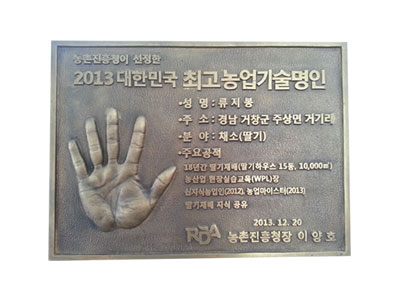 농촌진흥청이 선정한
2013 대한민국 최고농업기술명인
•성 명 : 류지봉
•주 소 : 경남 거창군 주상면 거기리
•분 야 : 채소(딸기)
•주요공적
18년간 딸기재배(딸기하우스 15동, 10,000㎡)
농산업 현장실습교육(WPL)장
신지식농업인(2012), 농업마이스터(2013)
딸기재배 지식 공유
2013. 12. 20
RDA 농촌진흥청장 이양호